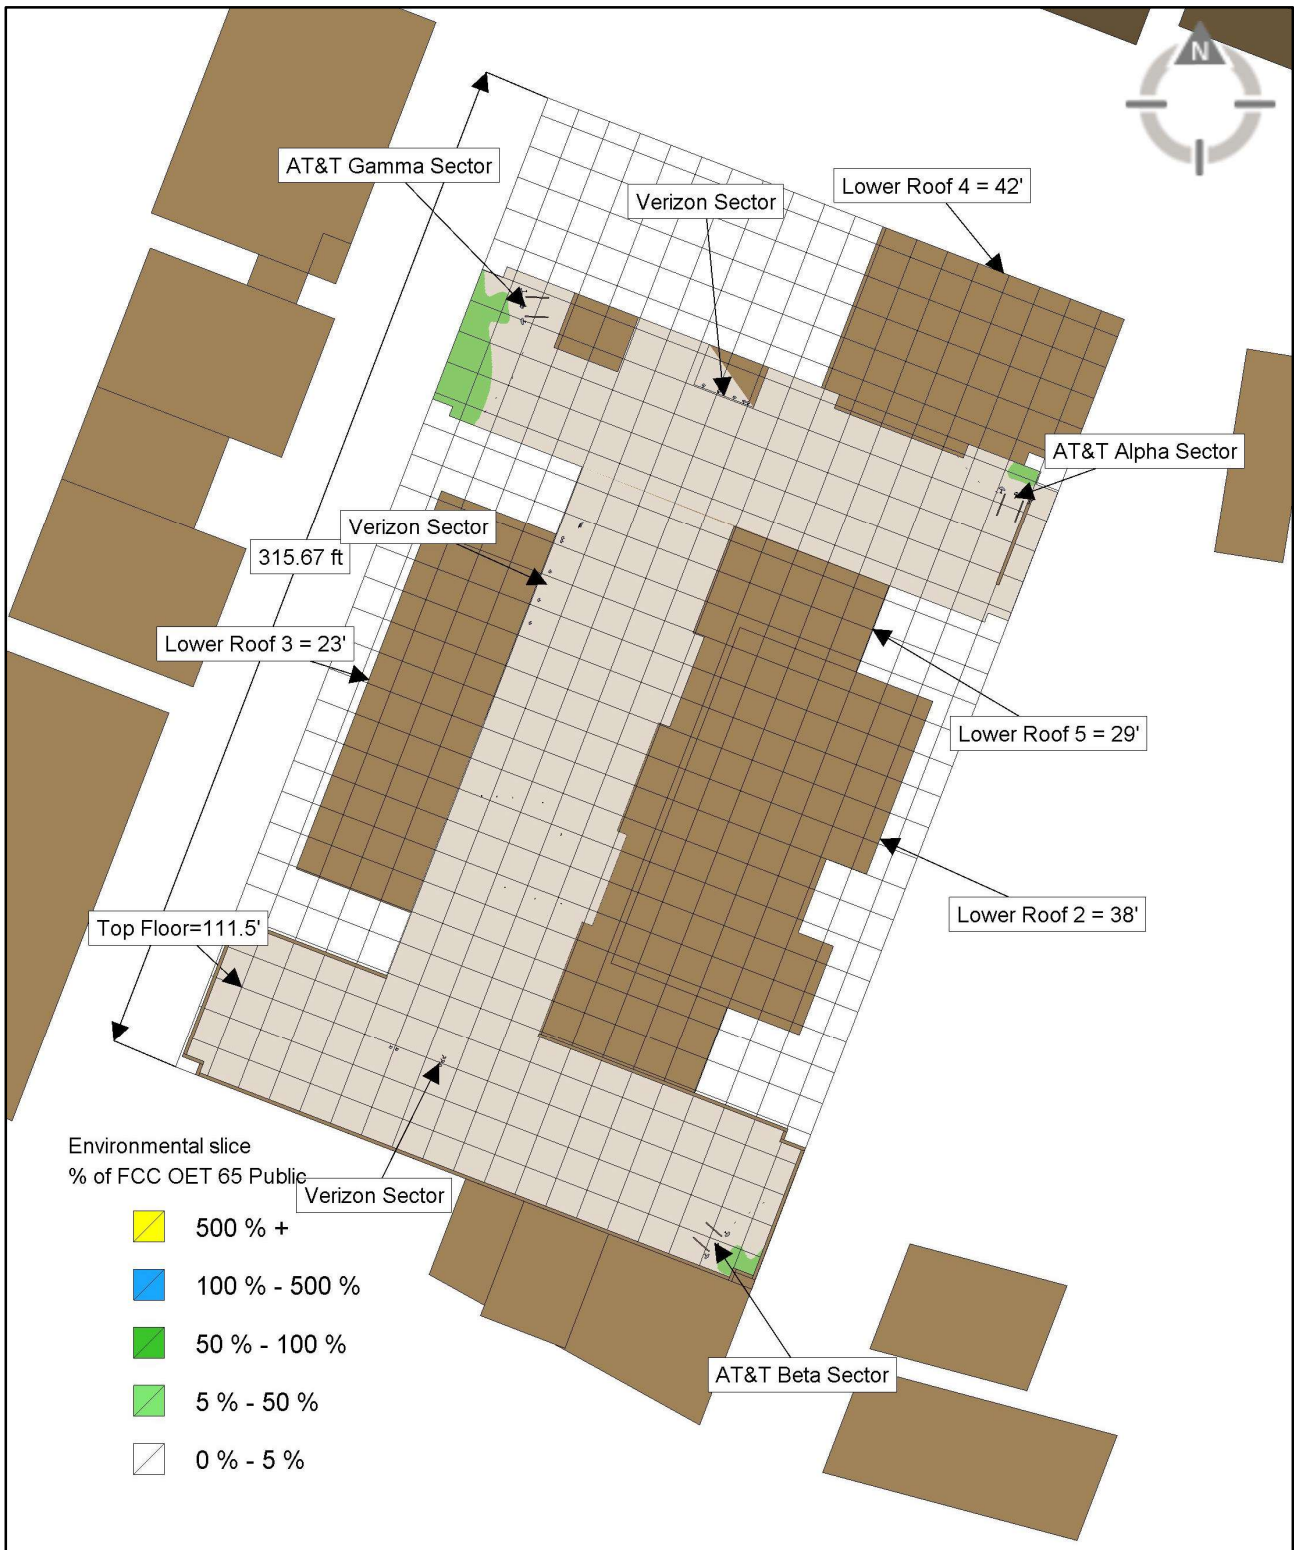 N
AT&T Gamma Sector
Lower Roof 4 = 42'
Verizon Sector
AT&T Alpha Sector
Verizon Sector
315.67 ft
Lower Roof 3 = 23'
Lower Roof 5 = 29'
Lower Roof 2 = 38'
Top Floor=111.5'
Environmental slice
% of FCC OET 65 Public
Verizon Sector
500 % +
100 % - 500 %
50 % - 100 %
AT&T Beta Sector
5 % - 50 %
0 % - 5 %